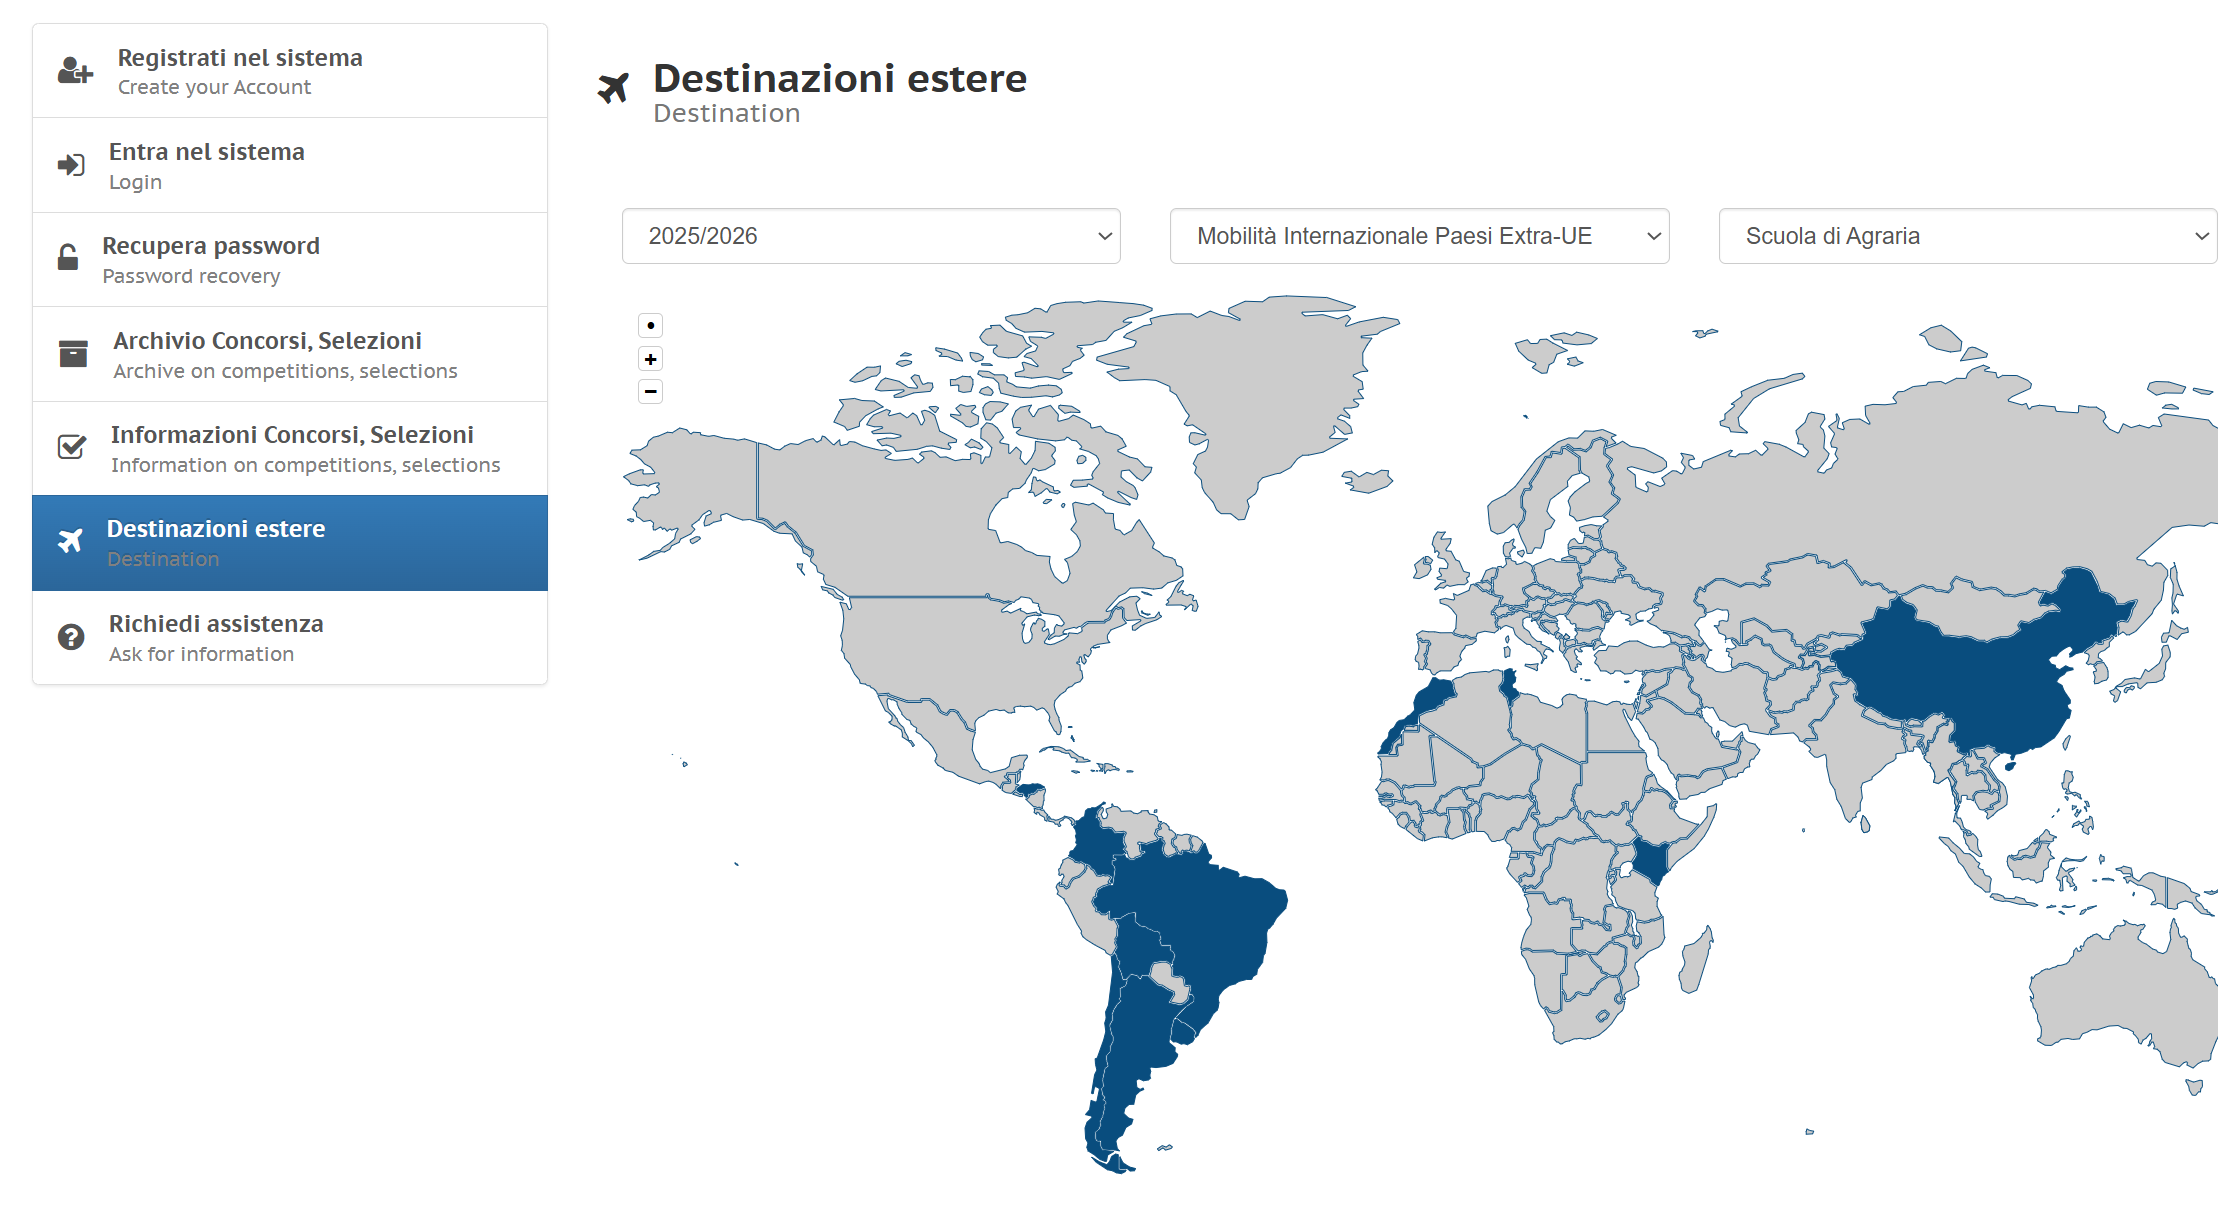 Registrati nel sistema
Create your Account
Entra nel sistema
Login
Recupera password
Password recovery
Archivio Concorsi, Selezioni
Archive on competitions, selections
Informazioni Concorsi, Selezioni
Information on competitions, selections
Destinazioni estere
Destination
Richiedi assistenza
Ask for information
Destinazioni estere
Destination
2025/2026
Mobilità Internazionale Paesi Extra-UE
Scuola di Agraria
•
+
−